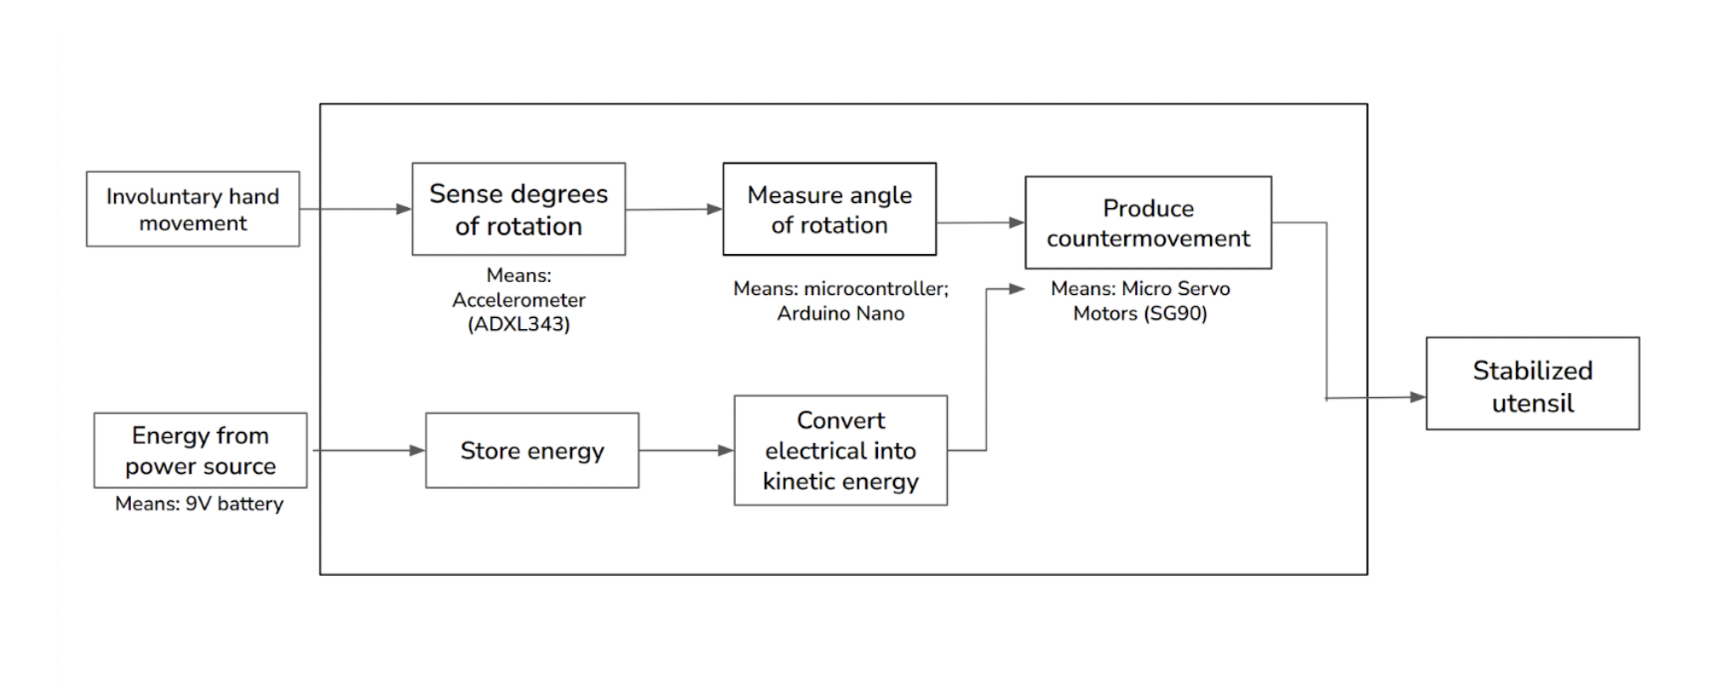 Involuntary hand
movement
Sense degrees
of rotation
Means:
Accelerometer
(ADXL343)
Measure angle
of rotation
Means: microcontroller;
Arduino Nano
Produce
countermovement
Means: Micro Servo
Motors (SG90)
Energy from
power source
Means: 9V battery
Store energy
Convert
electrical into
kinetic energy
Stabilized
utensil